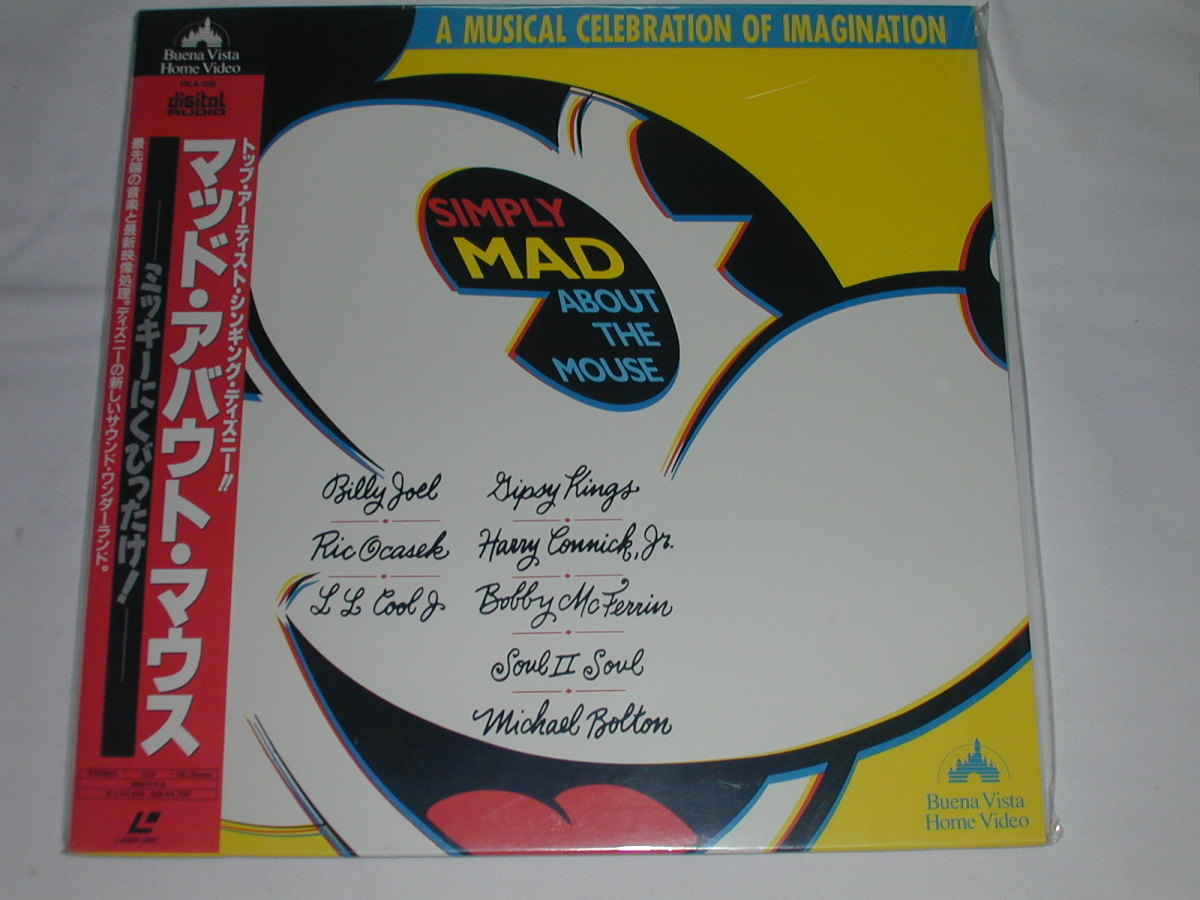 A MUSICAL CELEBRATION OF IMAGINATION
Buena Vista
Home Video
digital
AUDIO
トップ・アーティスト・シンギング・ディズニー!!
マッド・アバウト・マウス
ミッキーにくびったけ!
最先端の音楽と最新映像処理。ディズニーの新しいサウンド・ワンダーランド。
STEREO
CLV
LASER DISC
SIMPLY
MAD
ABOUT
THE
MOUSE
Billy Joel
Ric Ocasek
LL Cool J
Gipsy Kings
Harry Connick, Jr.
Bobby McFerrin
Soul II Soul
Michael Bolton
Buena Vista
Home Video